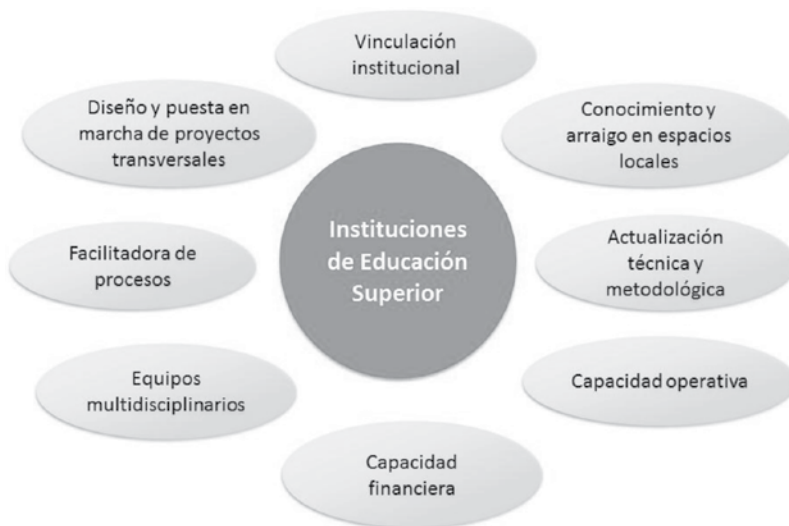 Vinculación
institucional
Diseño y puesta en
marcha de proyectos
transversales
Conocimiento y
arraigo en espacios
locales
Instituciones
de Educación
Superior
Facilitadora de
procesos
Actualización
técnica y
metodológica
Equipos
multidisciplinarios
Capacidad operativa
Capacidad
financiera